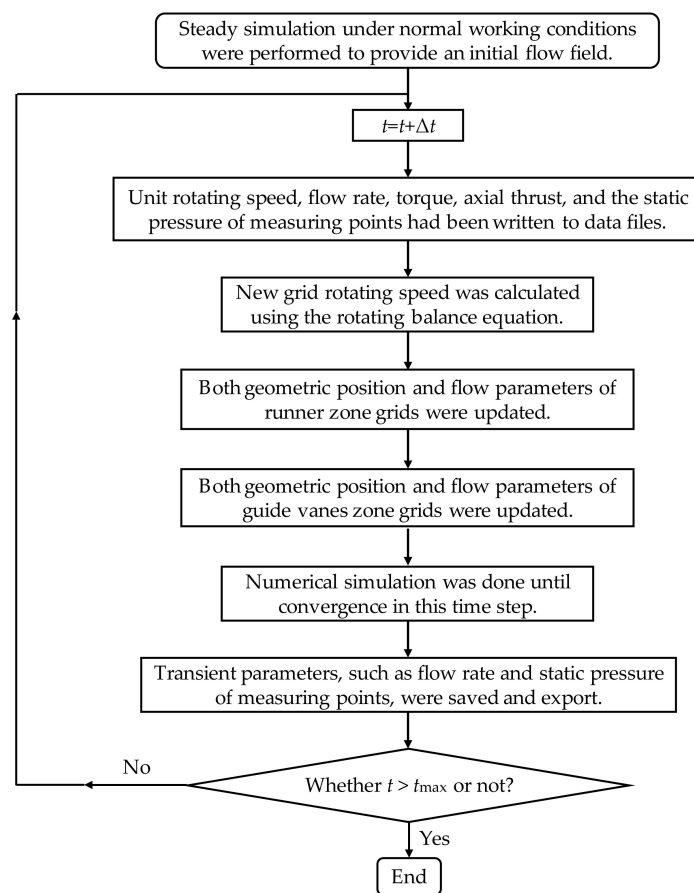 Steady simulation under normal working conditions
were performed to provide an initial flow field.
t=t+Δt
Unit rotating speed, flow rate, torque, axial thrust, and the static
pressure of measuring points had been written to data files.
New grid rotating speed was calculated
using the rotating balance equation.
Both geometric position and flow parameters of
runner zone grids were updated.
Both geometric position and flow parameters of
guide vanes zone grids were updated.
Numerical simulation was done until
convergence in this time step.
Transient parameters, such as flow rate and static pressure
of measuring points, were saved and export.
No
Whether t > tmax or not?
Yes
End